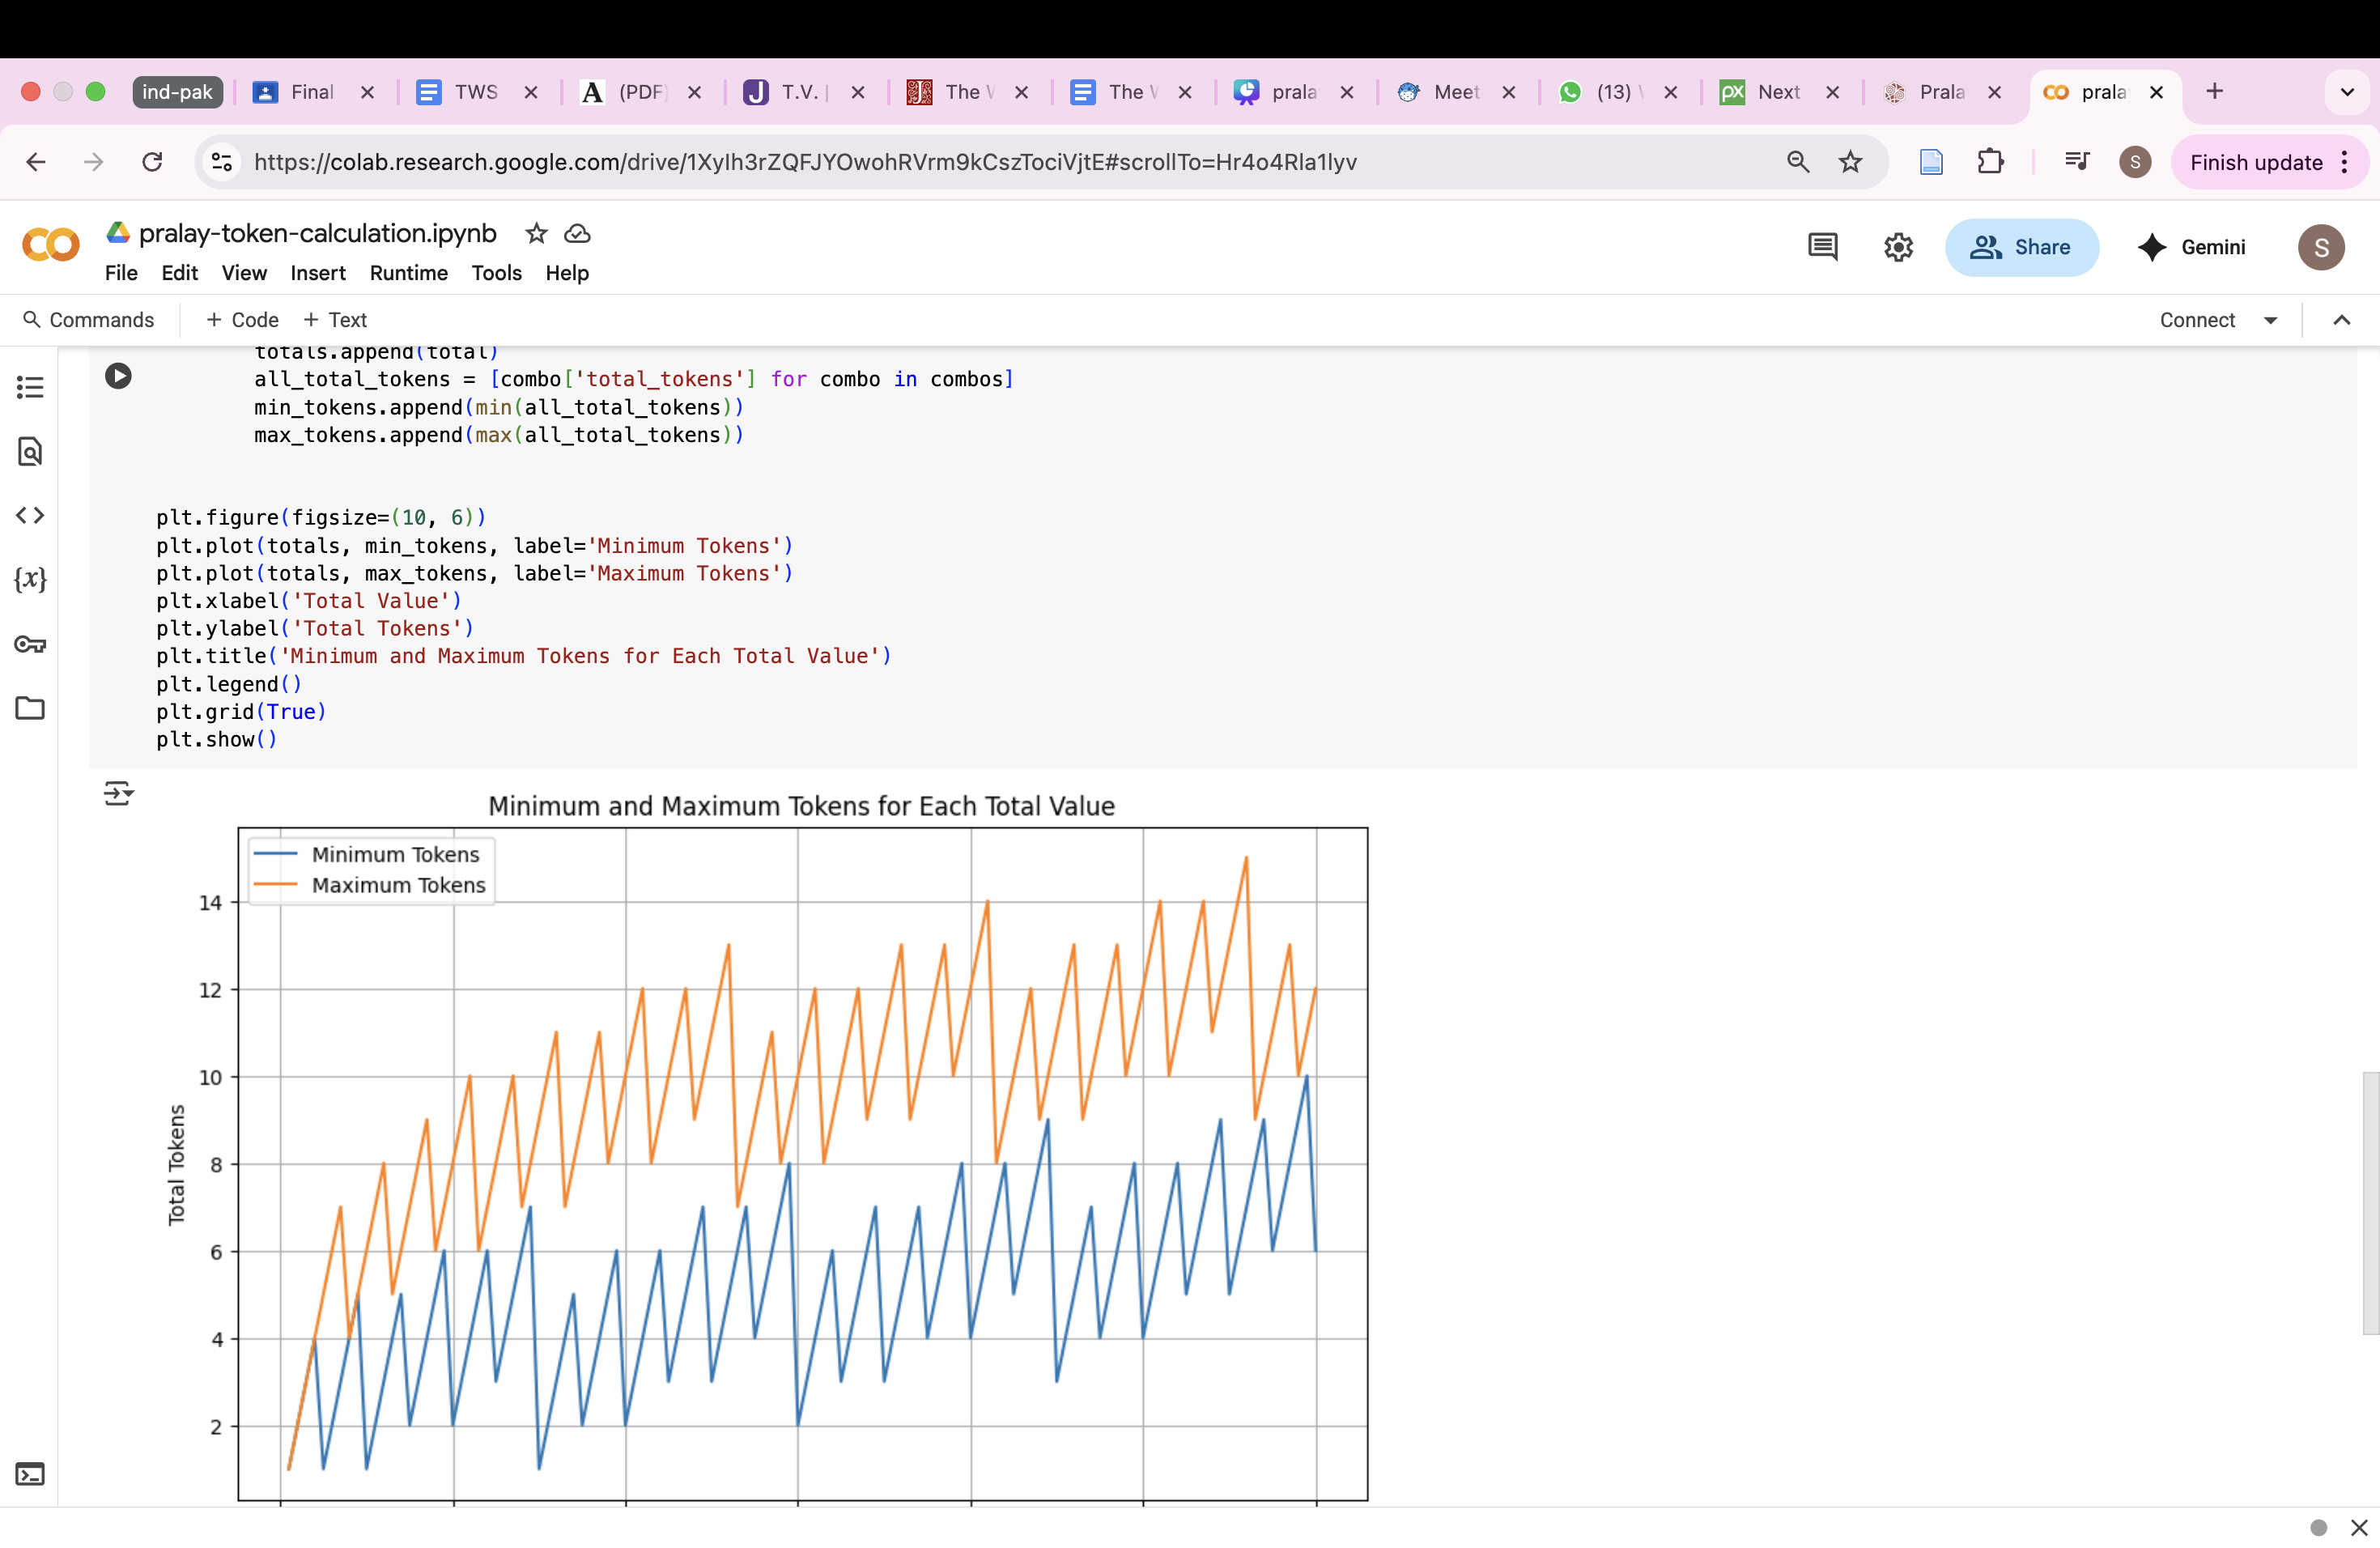 ind-pak Final TWS (PDF) T.V. | The The prala Meet (13) Next Prala prala
https://colab.research.google.com/drive/1XyIh3rZQFJYOwohRVrm9kCszTociVjtE#scrollTo=Hr4o4Rla1lyv S Finish update
pralay-token-calculation.ipynb
File Edit View Insert Runtime Tools Help
Share Gemini S
Commands + Code + Text Connect
totals.append(total)
all_total_tokens = [combo['total_tokens'] for combo in combos]
min_tokens.append(min(all_total_tokens))
max_tokens.append(max(all_total_tokens))
plt.figure(figsize=(10, 6))
plt.plot(totals, min_tokens, label='Minimum Tokens')
plt.plot(totals, max_tokens, label='Maximum Tokens')
plt.xlabel('Total Value')
plt.ylabel('Total Tokens')
plt.title('Minimum and Maximum Tokens for Each Total Value')
plt.legend()
plt.grid(True)
plt.show()
Minimum and Maximum Tokens for Each Total Value
Minimum Tokens
Maximum Tokens
14
12
10
8
6
4
2
Total Tokens